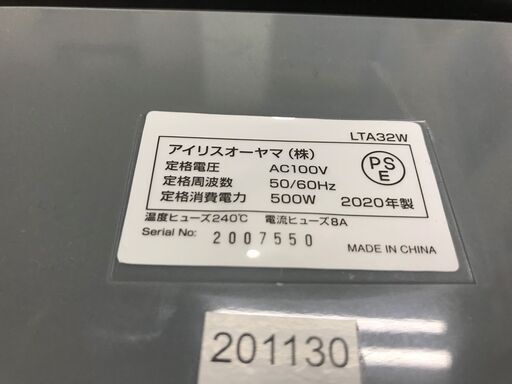 LTA32W
アイリスオーヤマ(株)
定格電圧 AC100V
定格周波数 50/60Hz
定格消費電力 500W 2020年製
PS
E
温度ヒューズ240℃ 電流ヒューズ8A
Serial No: 2007550
MADE IN CHINA
201130